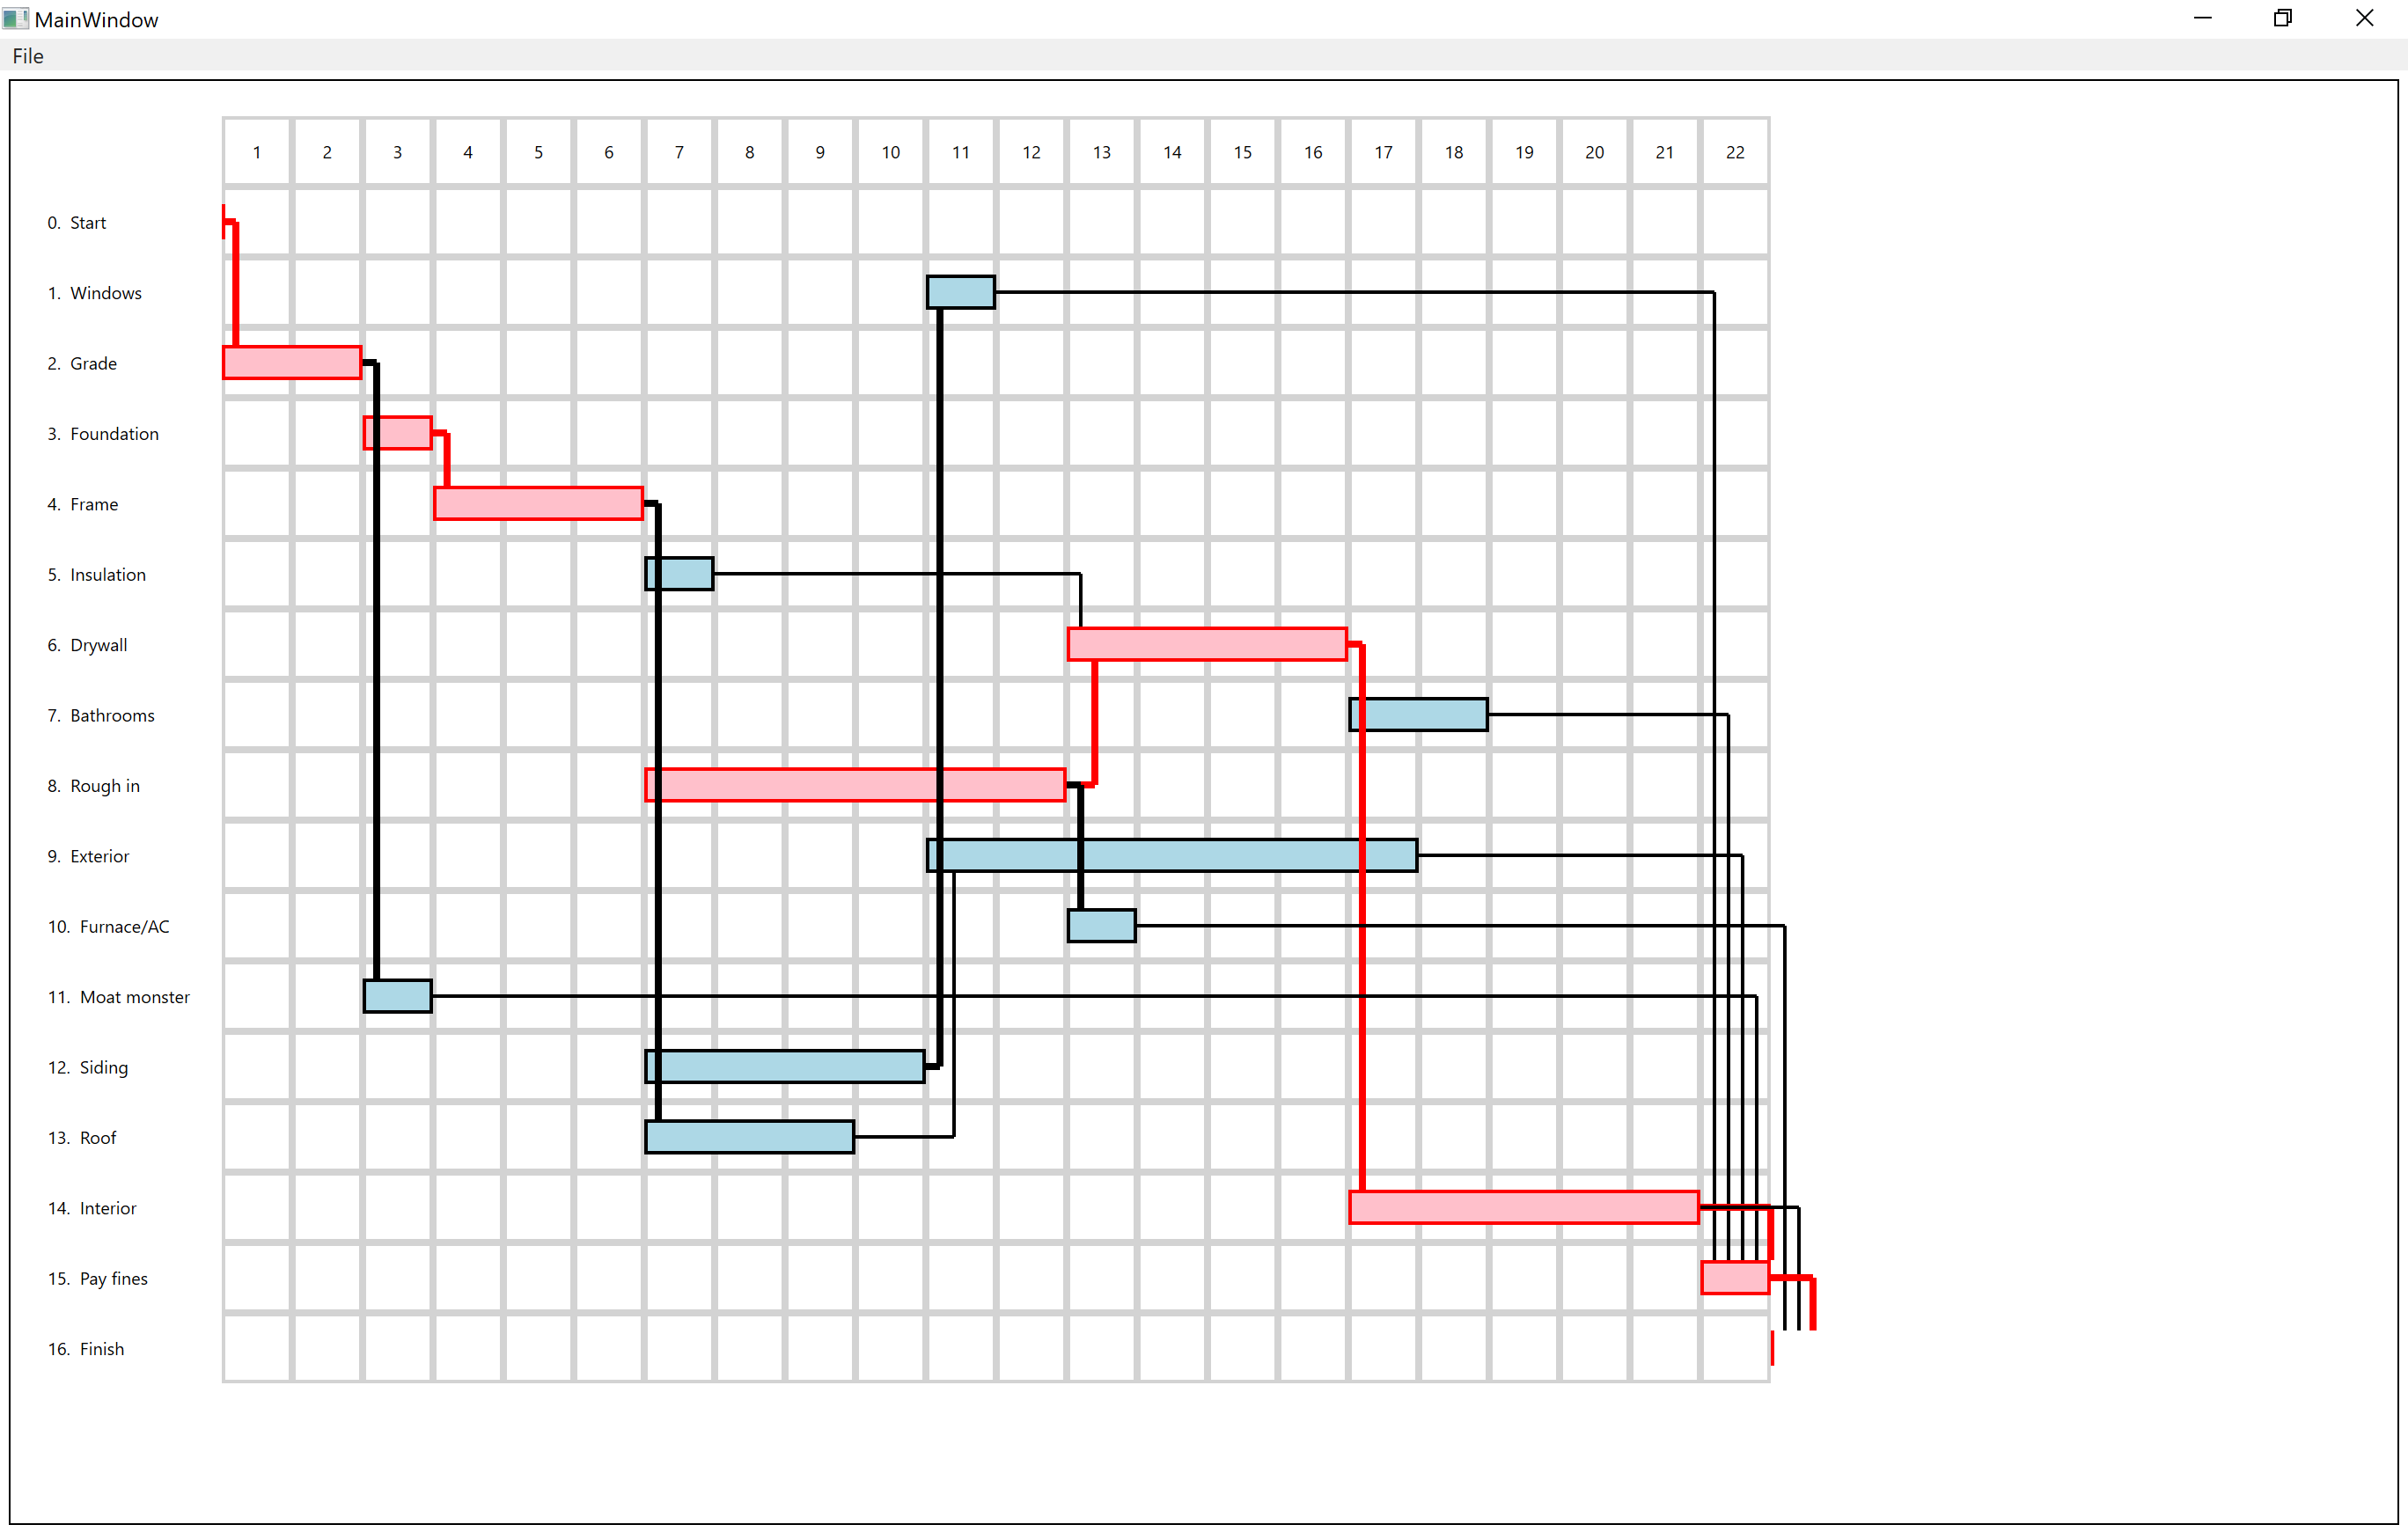 MainWindow
File
1 2 3 4 5 6 7 8 9 10 11 12 13 14 15 16 17 18 19 20 21 22
0. Start
1. Windows
2. Grade
3. Foundation
4. Frame
5. Insulation
6. Drywall
7. Bathrooms
8. Rough in
9. Exterior
10. Furnace/AC
11. Moat monster
12. Siding
13. Roof
14. Interior
15. Pay fines
16. Finish